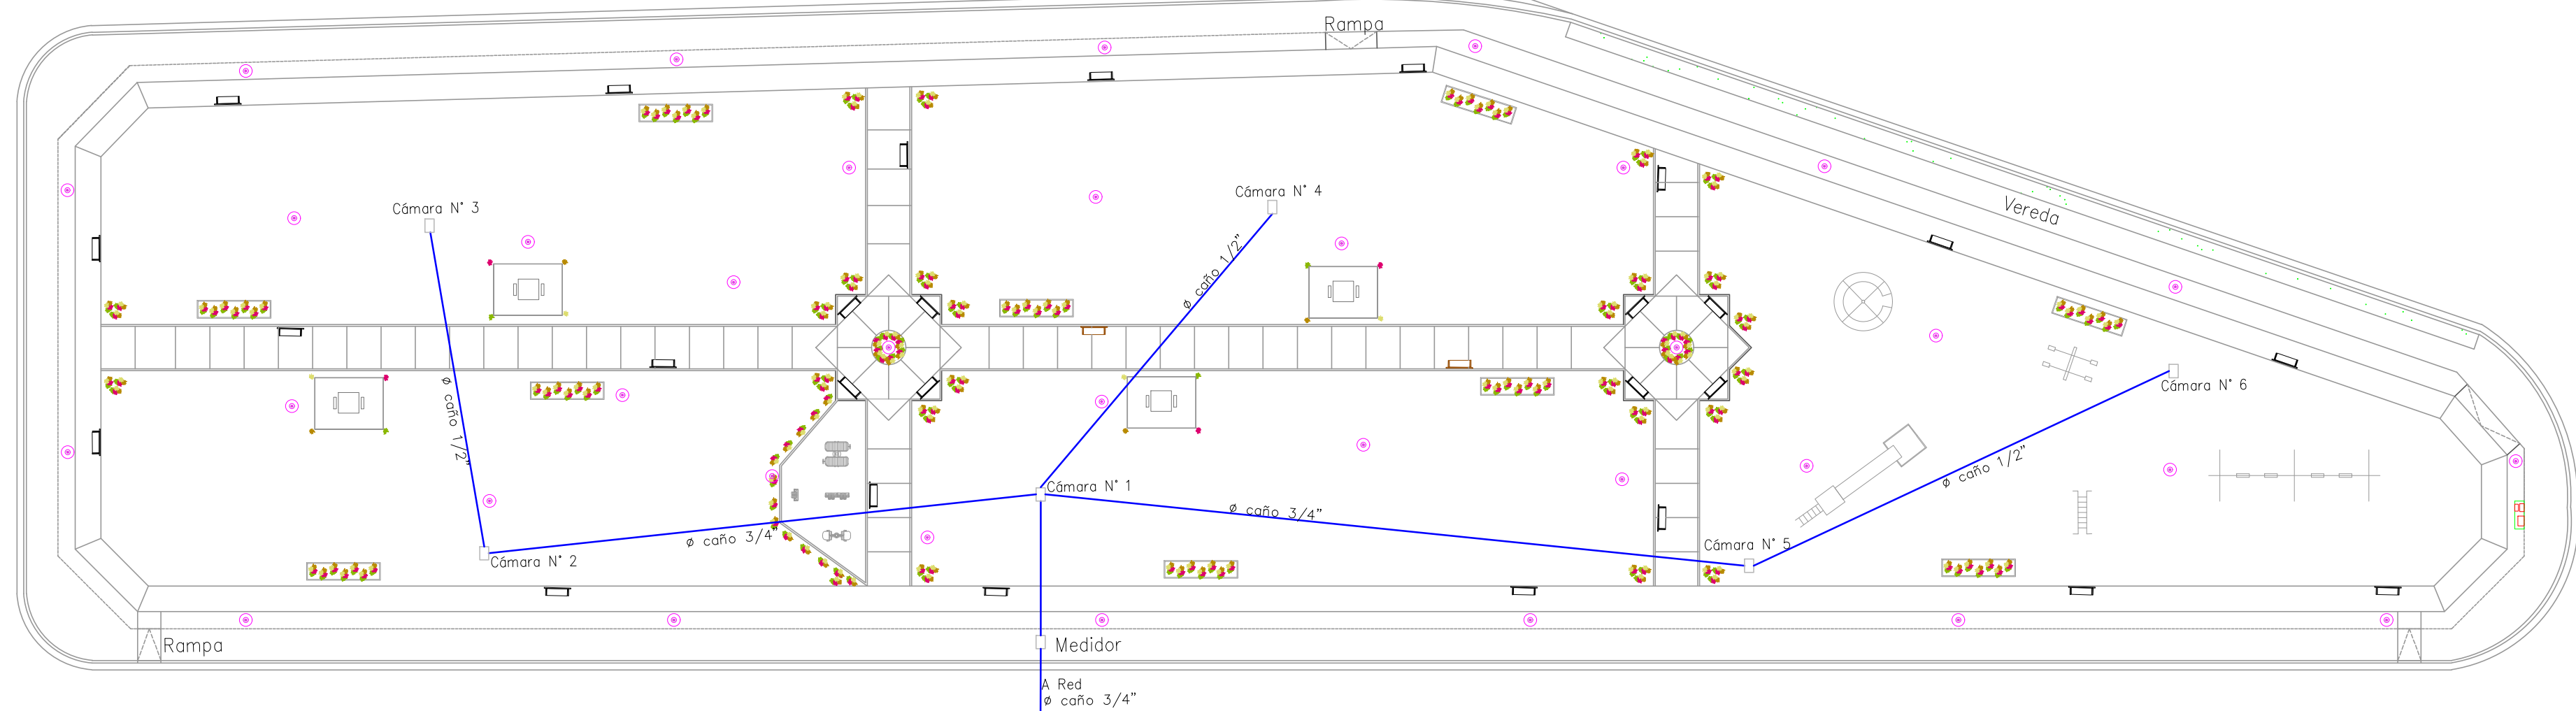 Rampa
Cámara N° 4
Cámara N° 3
Vereda
ø caño 1/2"
Cámara N° 6
ø caño 1/2"
ø caño 1/2"
Cámara N° 1
ø caño 3/4"
ø caño 3/4"
Cámara N° 5
Cámara N° 2
Rampa
Medidor
A Red
ø caño 3/4"